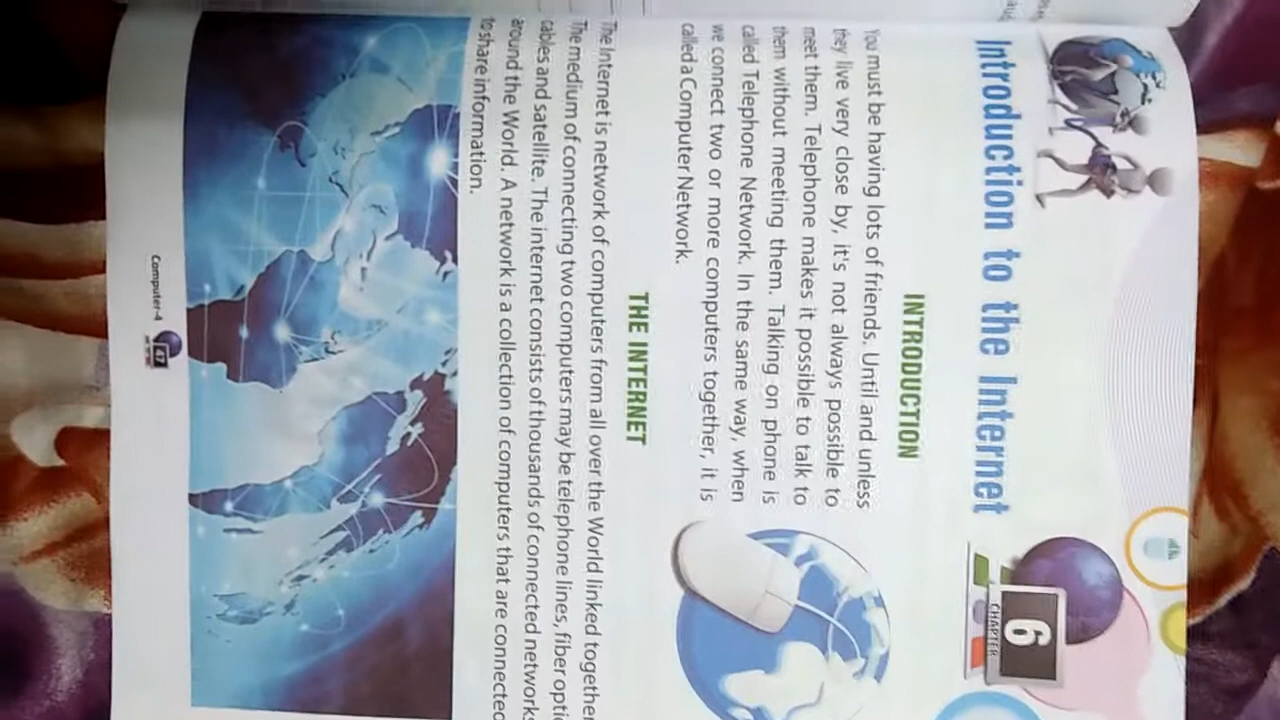 Introduction to the Internet
6
CHAPTER
INTRODUCTION
You must be having lots of friends. Until and unless
they live very close by, it's not always possible to
meet them. Telephone makes it possible to talk to
them without meeting them. Talking on phone is
called Telephone Network. In the same way, when
we connect two or more computers together, it is
called a Computer Network.
THE INTERNET
The Internet is network of computers from all over the World linked together
The medium of connecting two computers may be telephone lines, fiber opti
cables and satellite. The internet consists of thousands of connected networks
around the World. A network is a collection of computers that are connected
to share information.
Computer-4
67